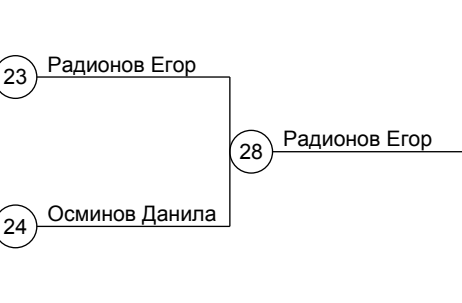 Радионов Егор
23
28
Радионов Егор
Осминов Данила
24